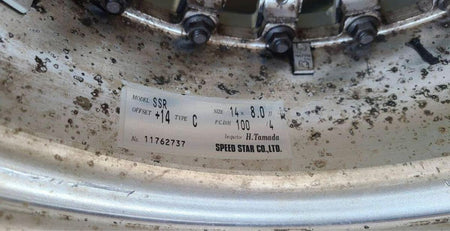 MODEL SSR SIZE 14 x 8.0
OFFSET +14 TYPE C P.C.D/H 100 4
No. 11762737 Inspector H.Tamada
SPEED STAR CO.,LTD.